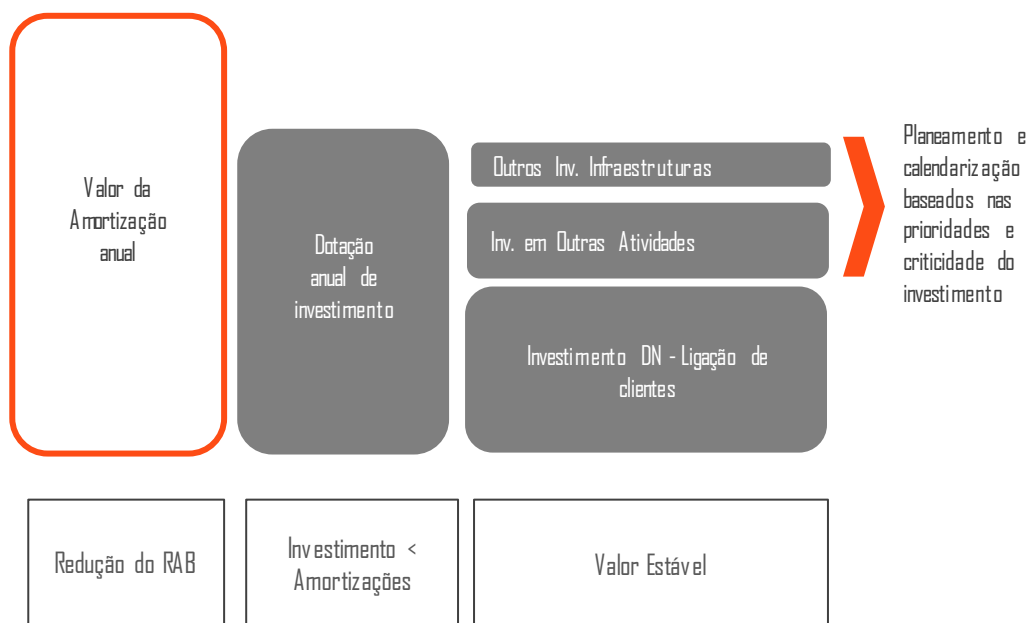 Valor da
Amortização
anual
Dotação
anual de
investimento
Outros Inv. Infraestruturas
Inv. em Outras Atividades
Investimento DN - Ligação de
clientes
Planeamento e
calendarização
baseados nas
prioridades e
criticidade do
investimento
Redução do RAB
Investimento <
Amortizações
Valor Estável